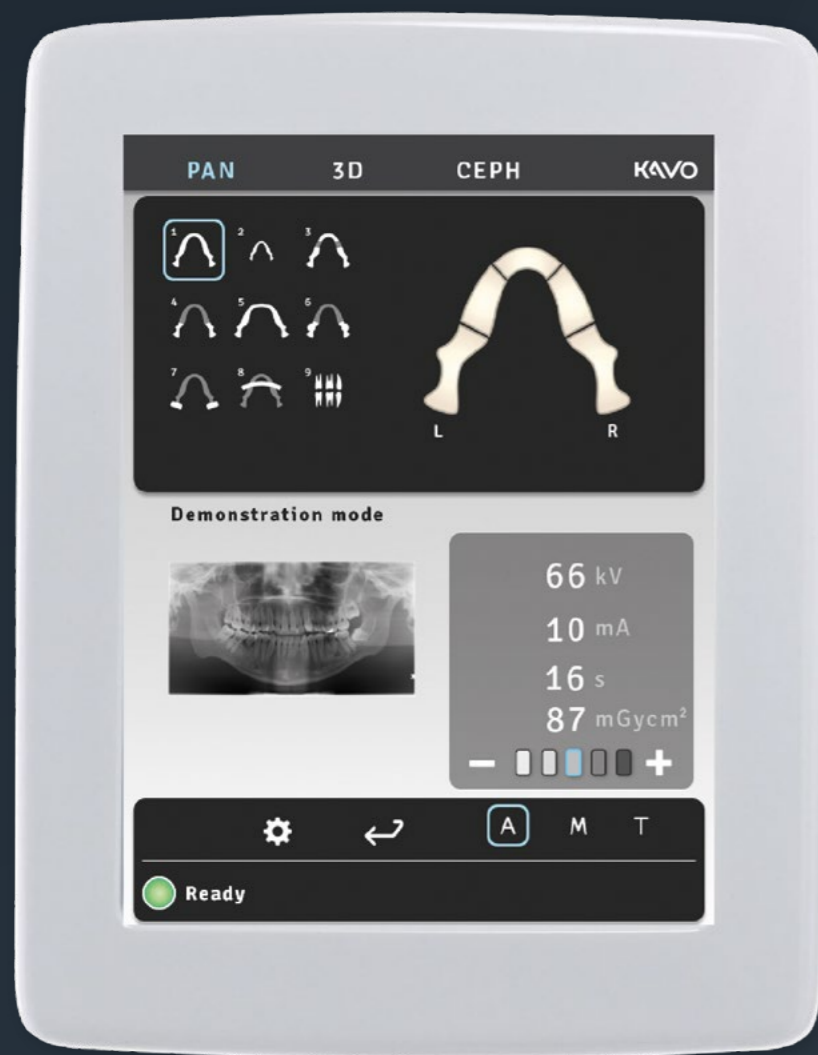 PAN 3D CEPH KAVO
1 2 3
4 5 6
7 8 9
L R
Demonstration mode
66 kV
10 mA
16 s
87 mGycm²
− +
A M T
Ready